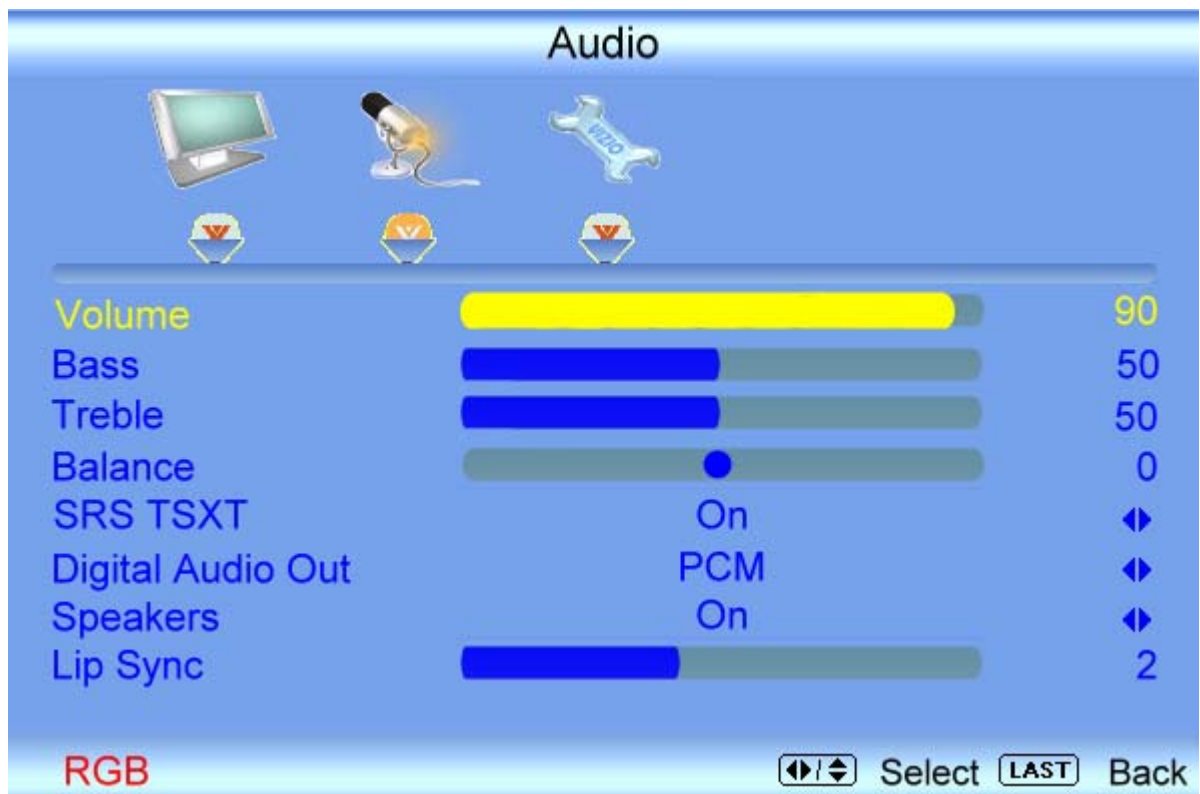 Audio
VIZIO
Volume 90
Bass 50
Treble 50
Balance 0
SRS TSXT On
Digital Audio Out PCM
Speakers On
Lip Sync 2
RGB Select LAST Back